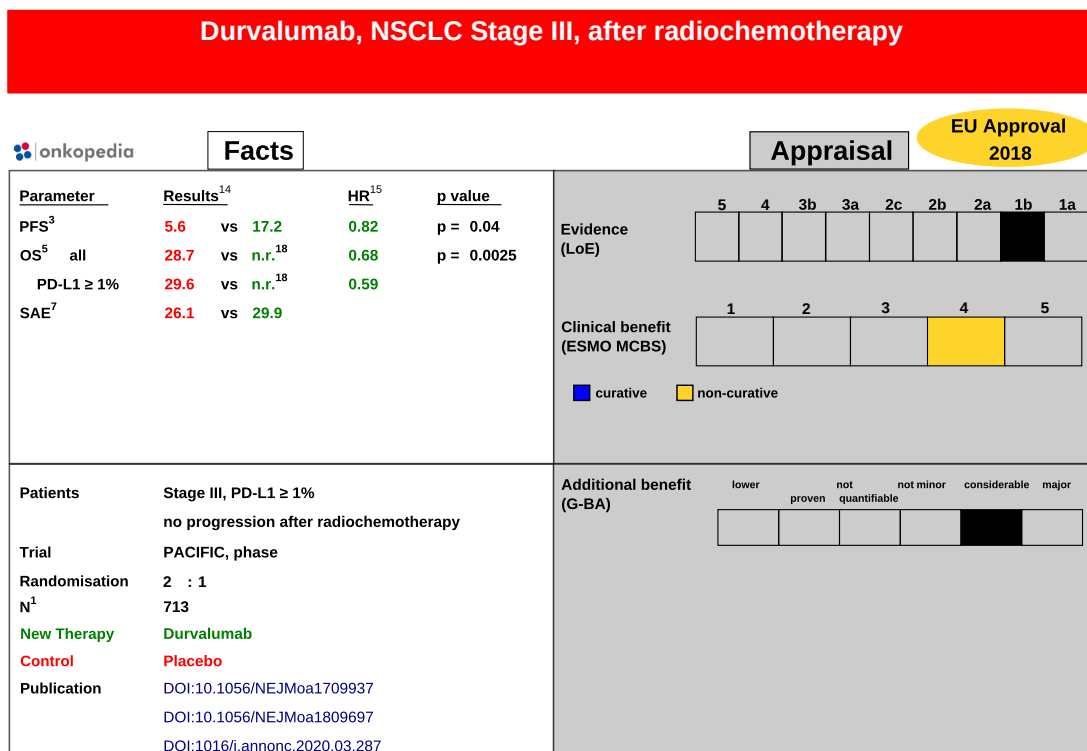 Durvalumab, NSCLC Stage III, after radiochemotherapy
EU Approval
2018
onkopedia
Facts
Appraisal
Parameter Results14 HR15 p value
PFS3 5.6 vs 17.2 0.82 p = 0.04
OS5 all 28.7 vs n.r.18 0.68 p = 0.0025
PD-L1 ≥ 1% 29.6 vs n.r.18 0.59
SAE7 26.1 vs 29.9
5 4 3b 3a 2c 2b 2a 1b 1a
Evidence
(LoE)
1 2 3 4 5
Clinical benefit
(ESMO MCBS)
curative non-curative
Patients Stage III, PD-L1 ≥ 1%
no progression after radiochemotherapy
Trial PACIFIC, phase
Randomisation 2 : 1
N1 713
New Therapy Durvalumab
Control Placebo
Publication DOI:10.1056/NEJMoa1709937
DOI:10.1056/NEJMoa1809697
DOI:1016/j.annonc.2020.03.287
Additional benefit
(G-BA)
lower not not minor considerable major
proven quantifiable